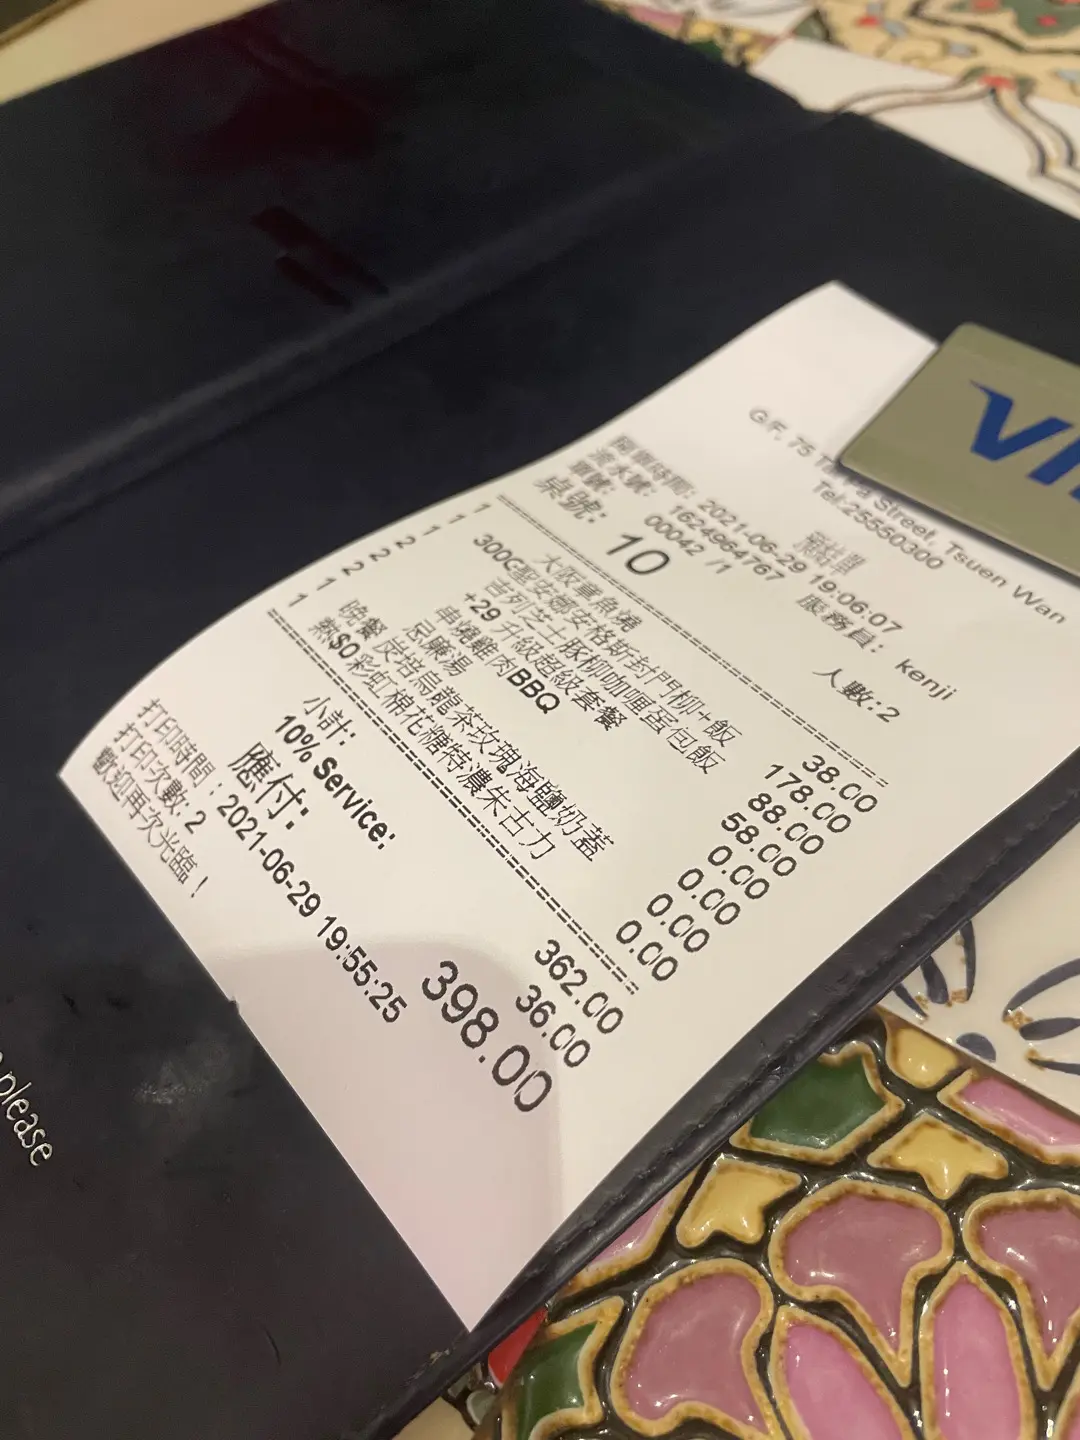 VI
G/F, 75 Ta Street, Tsuen Wan
Tel:25550300
開單時間: 2021-06-29 19:06:07
流水號: 1624964767 服務員: kenji
單號: 00042 /1
桌號: 10 人數:2
1 大阪章魚燒 38.00
1 300G聖安娜安格斯封門柳+飯 178.00
1 吉列芝士豚柳咖喱蛋包飯 88.00
2 +29 升級超級套餐 58.00
2 串燒雞肉BBQ 0.00
2 忌廉湯 0.00
1 晚餐 炭焙烏龍茶玫瑰海鹽奶蓋 0.00
1 熱$0彩虹棉花糖特濃朱古力 0.00
小計: 362.00
10% Service: 36.00
應付: 398.00
打印時間：2021-06-29 19:55:25
打印次數: 2
歡迎再次光臨！
please